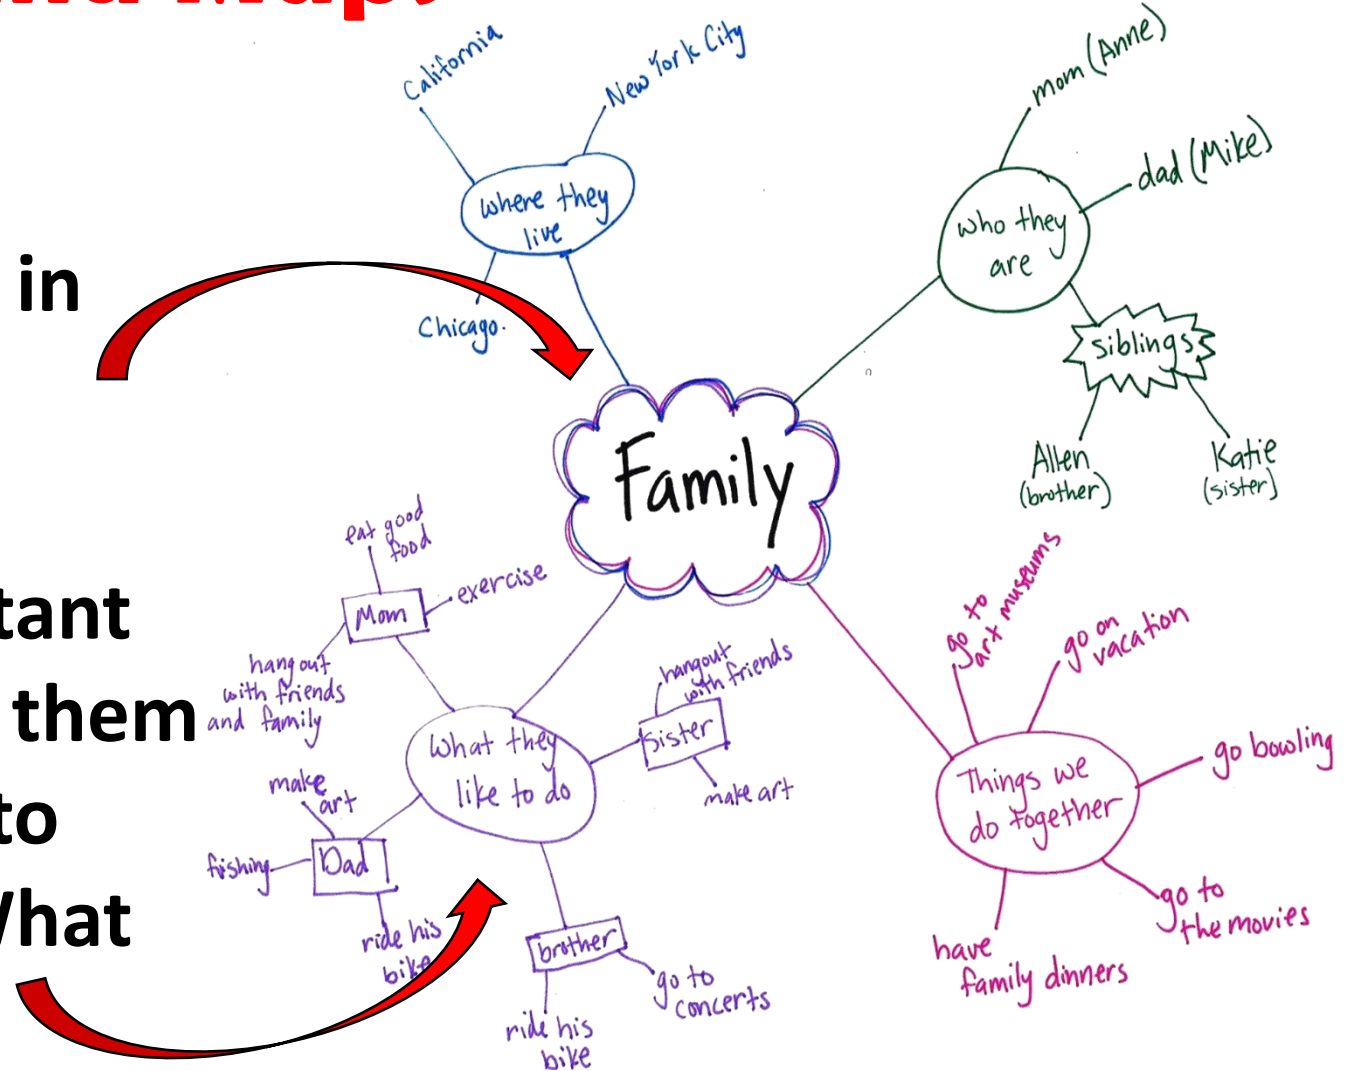 California
New York City
where they
live
Chicago.
mom (Anne)
dad (Mike)
who they
are
siblings
Allen
(brother)
Katie
(sister)
in
Family
tant
them
to
What
eat good
food
Mom
exercise
hang out
with friends
and family
What they
like to do
hangout
with friends
sister
make art
make
art
fishing
Dad
ride his
bike
brother
go to
concerts
ride his
bike
go to
art museums
go on
vacation
Things we
do together
go bowling
go to
the movies
have
family dinners